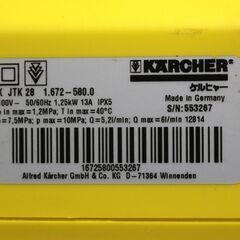 KÄRCHER
ケルヒャー
JTK 28 1.672-580.0
Made in Germany
100V~ 50/60Hz 1,25kW 13A IPX5
S/N:553267
in max=1,2MPa; T in max=40°C
=7,5MPa; p max=10MPa; Q=5,2l/min; Q max=6l/min 12814
16725800553267
Alfred Kärcher GmbH & Co. KG D-71364 Winnenden